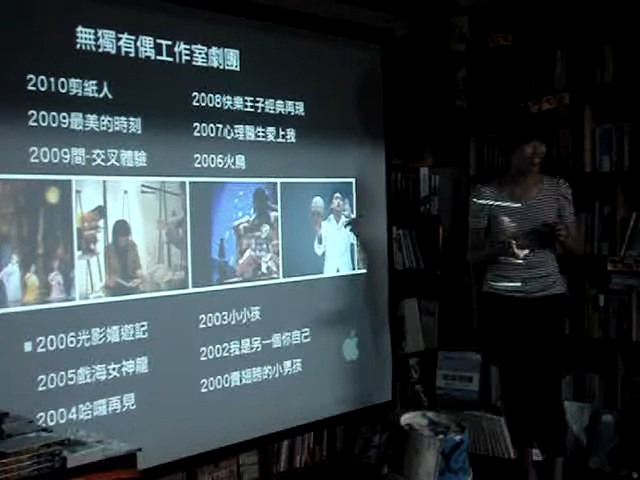 無獨有偶工作室劇團
2010剪紙人
2009最美的時刻
2009間·交叉體驗
2008快樂王子經典再現
2007心理醫生愛上我
2006火鳥
2006光影嬉遊記
2005戲海女神龍
2004哈囉再見
2003小小孩
2002我是另一個你自己
2000賣翅膀的小男孩